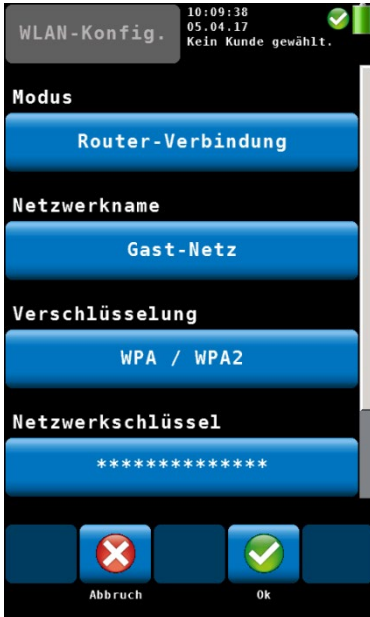 WLAN-Konfig.
10:09:38
05.04.17
Kein Kunde gewählt.
Modus
Router-Verbindung
Netzwerkname
Gast-Netz
Verschlüsselung
WPA / WPA2
Netzwerkschlüssel
**************
Abbruch
Ok